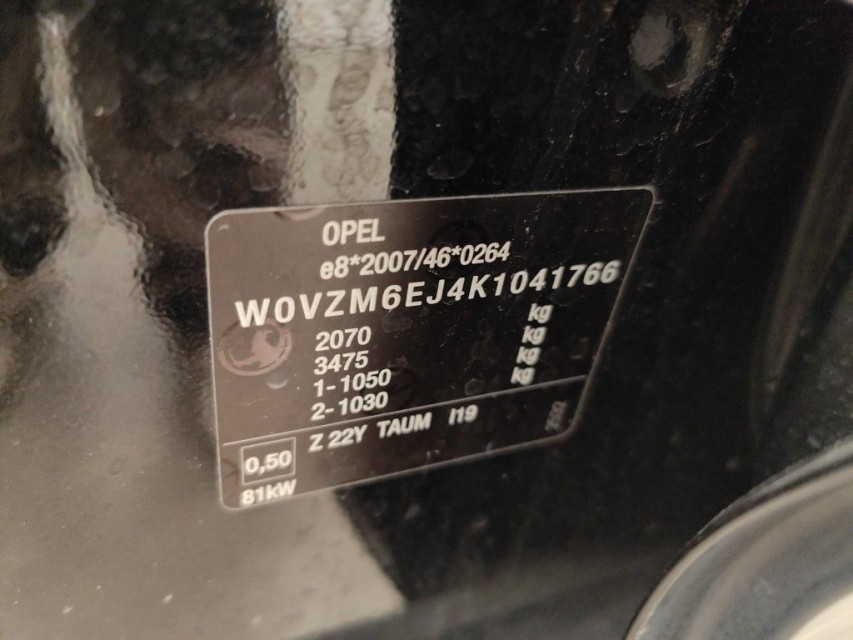 OPEL
e8*2007/46*0264
W0VZM6EJ4K1041766
2070 kg
3475 kg
1-1050 kg
2-1030 kg
0,50 Z 22Y TAUM I19
81kW